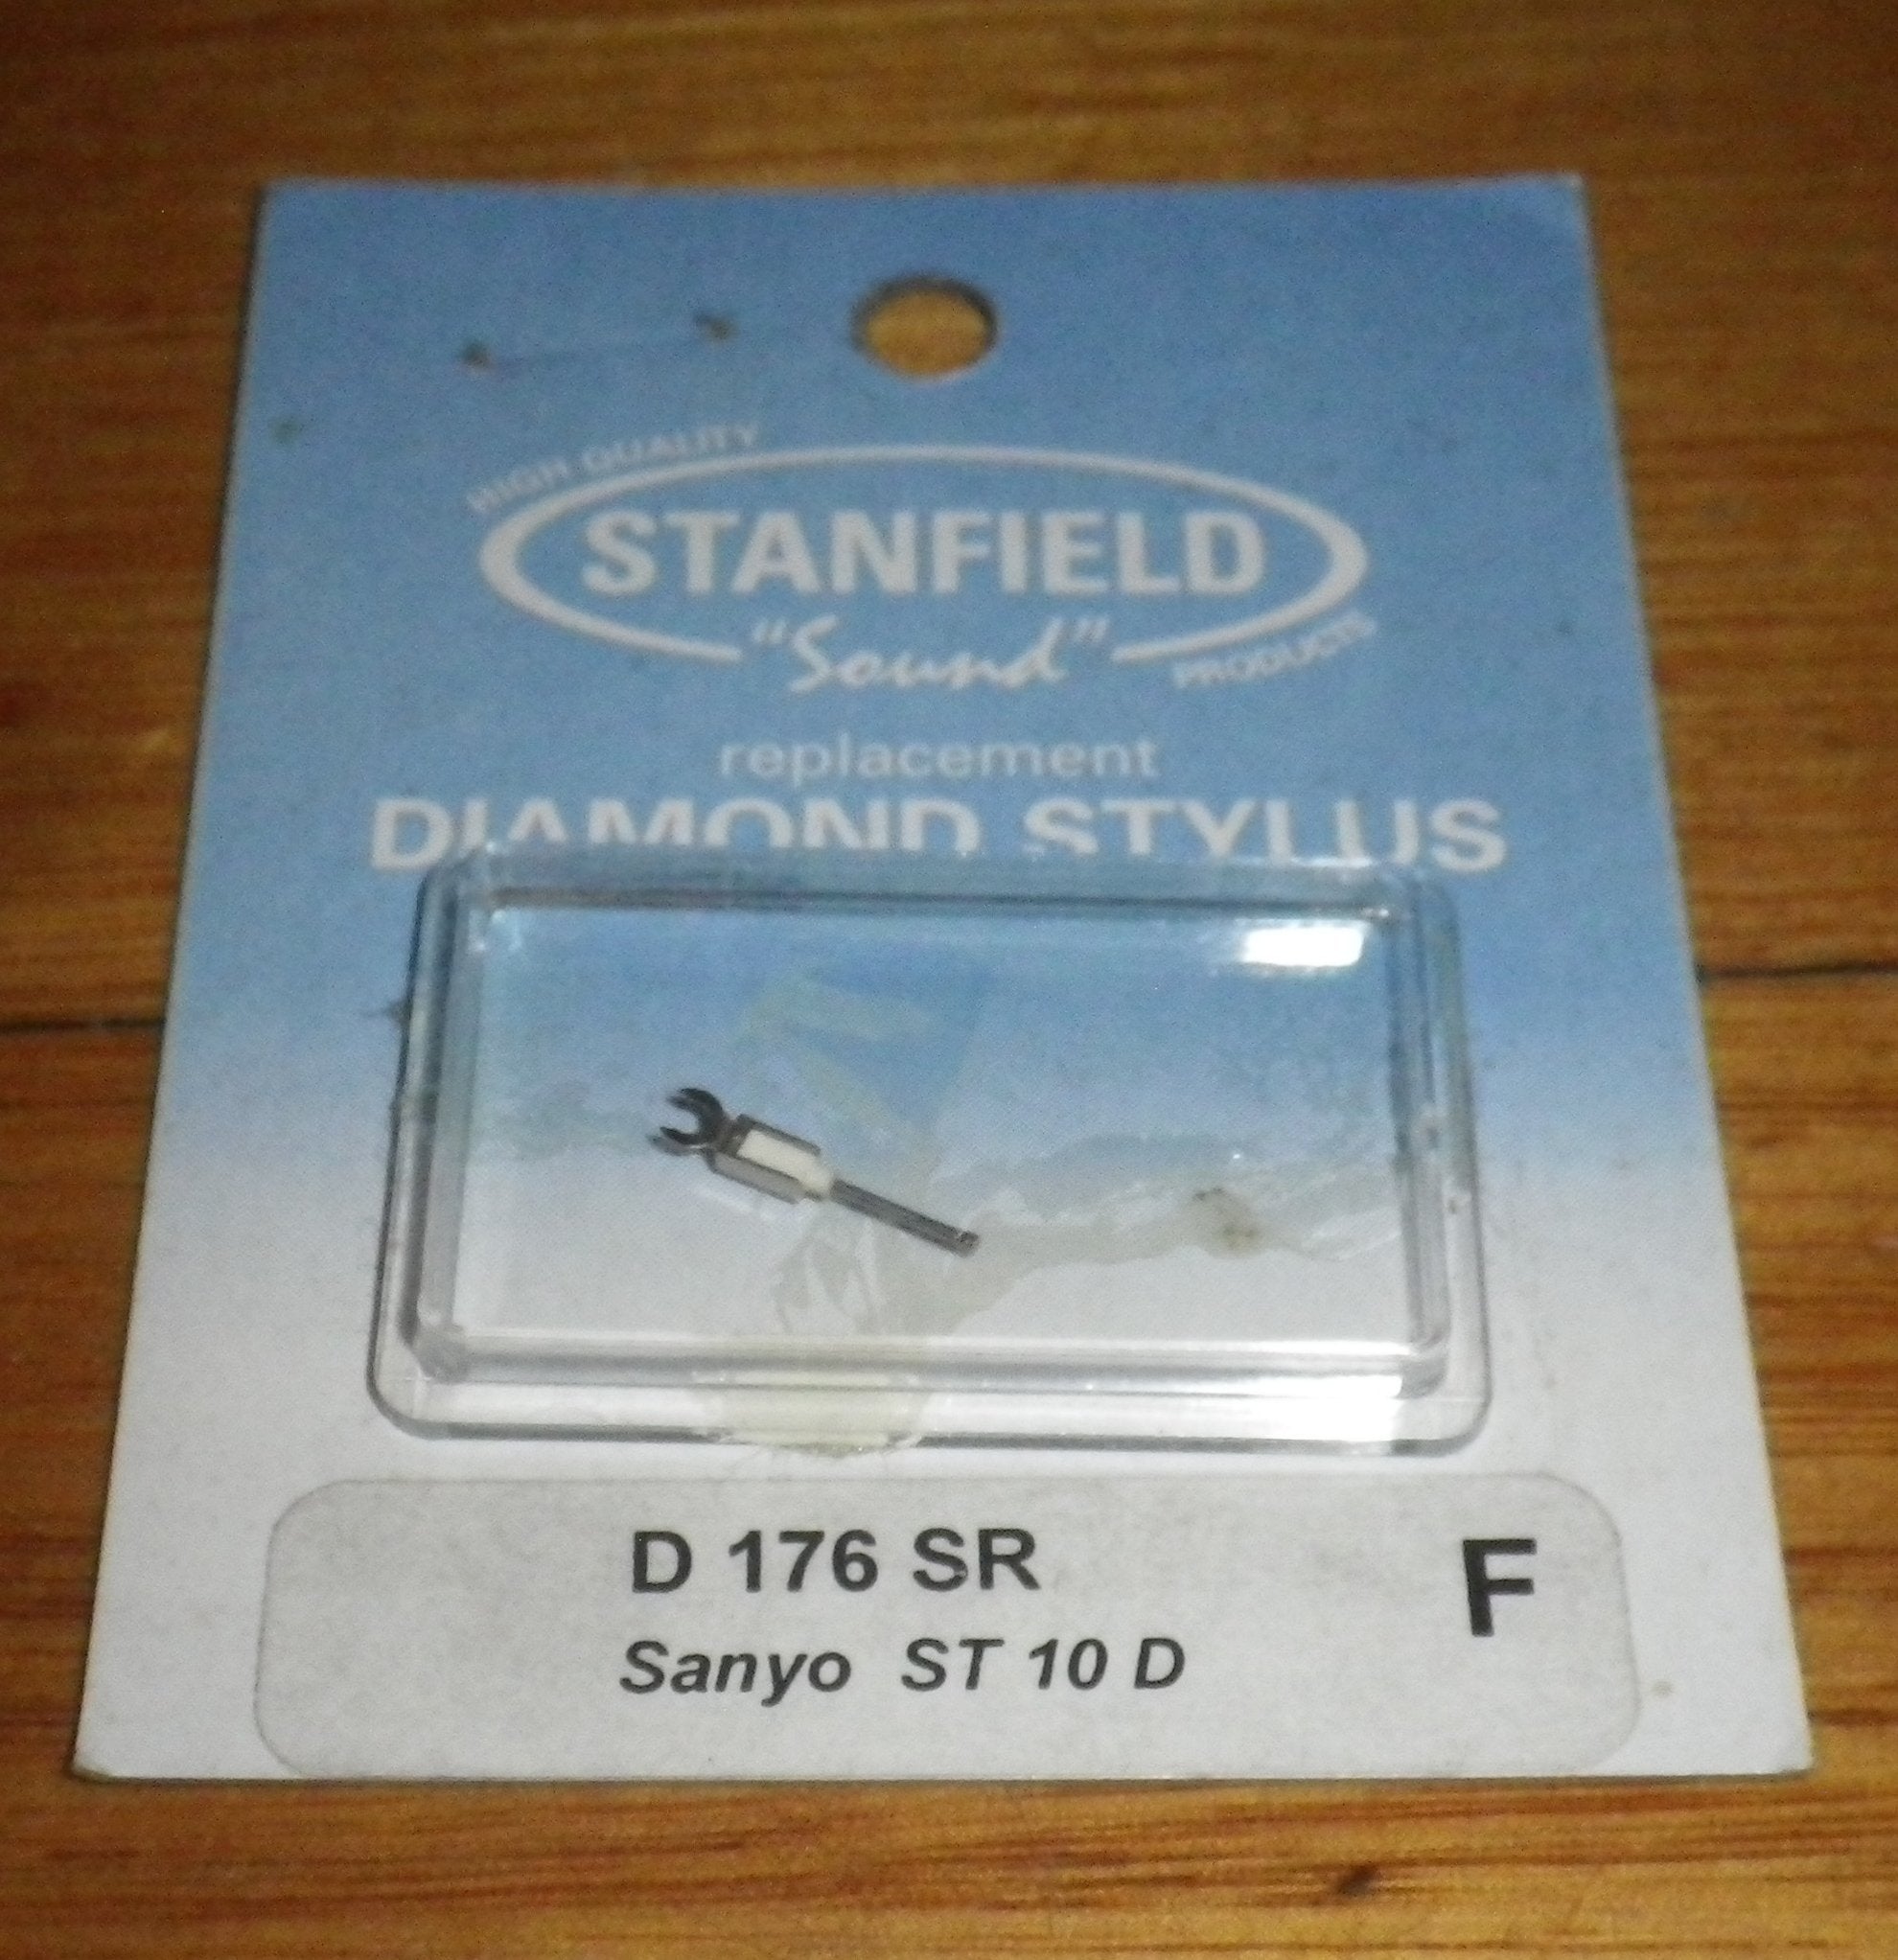 HIGH QUALITY
STANFIELD
"Sound"
PRODUCTS
replacement
DIAMOND STYLUS
D 176 SR
F
Sanyo ST 10 D